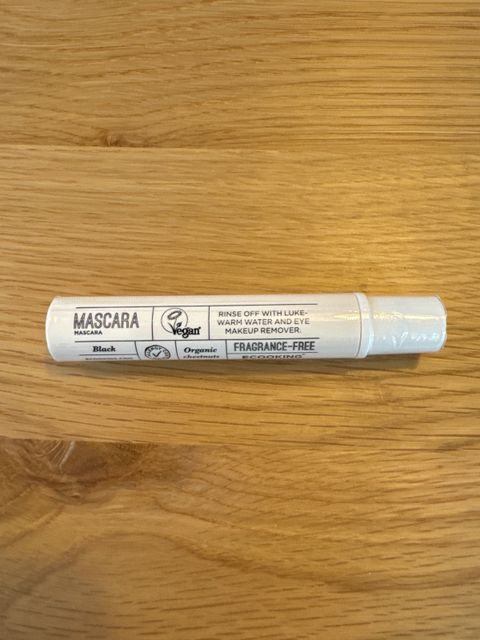 MASCARA
MASCARA
vegan
RINSE OFF WITH LUKE-
WARM WATER AND EYE
MAKEUP REMOVER.
Black
Organic
chestnuts
FRAGRANCE-FREE
ECOOKING